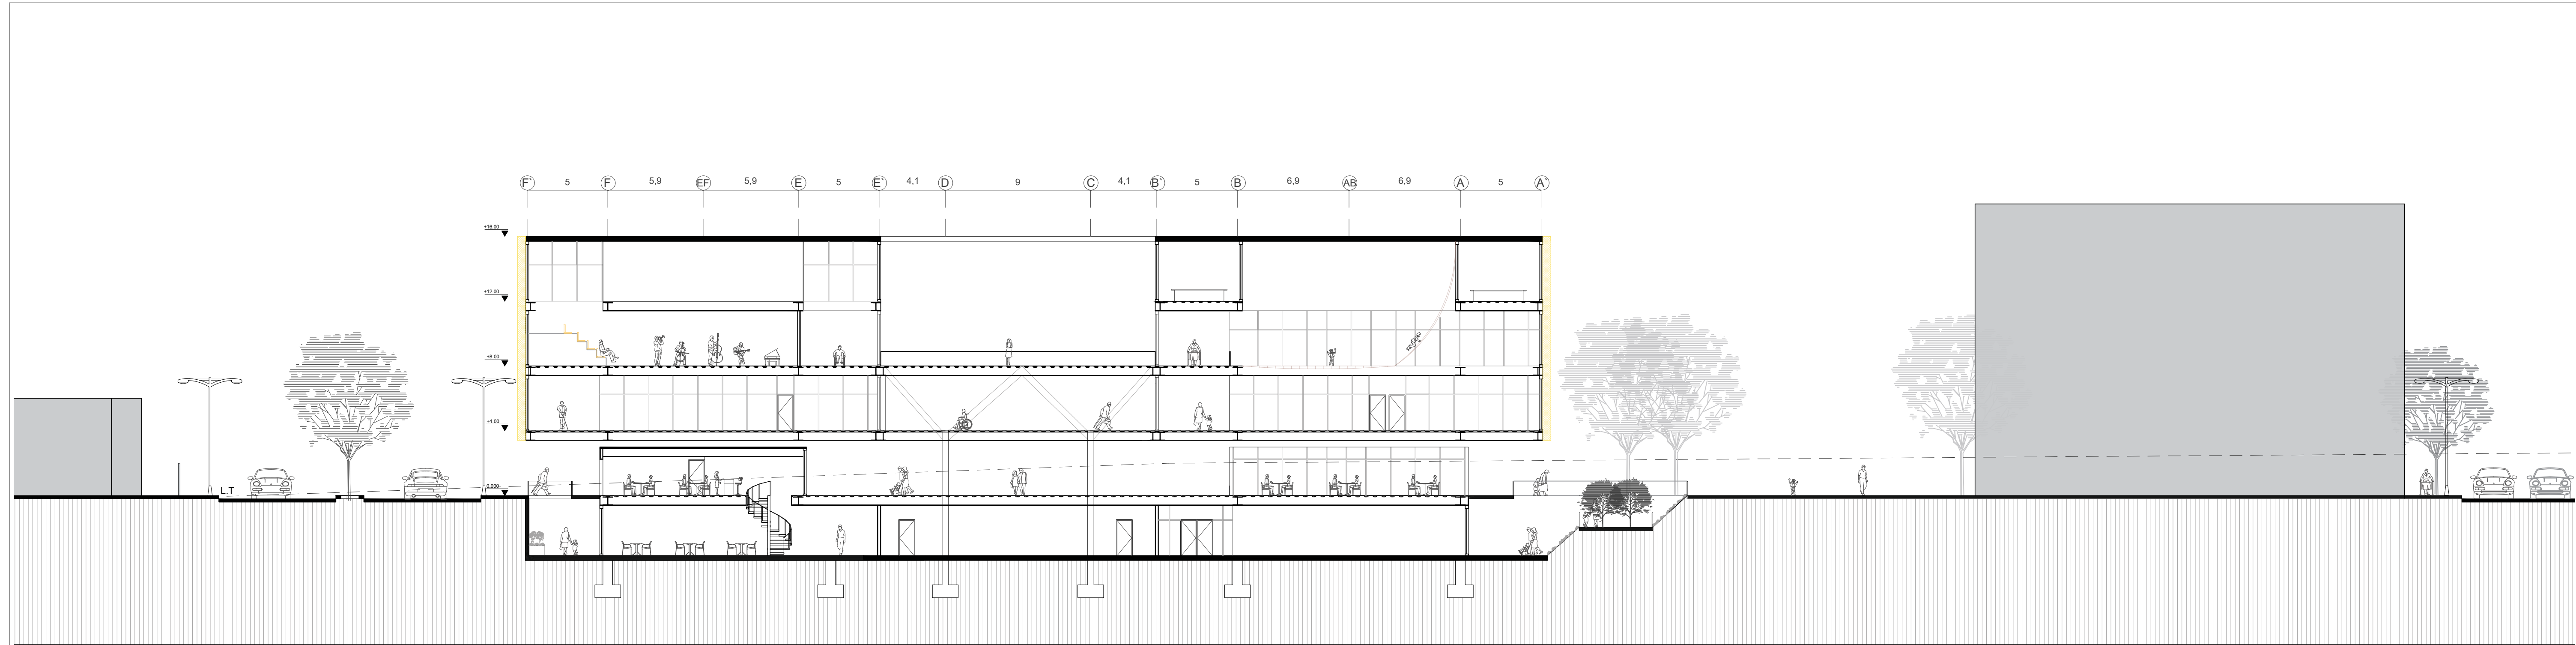 F' 5 F 5,9 EF 5,9 E 5 E' 4,1 D 9 C 4,1 B' 5 B 6,9 AB 6,9 A 5 A'
+16.00
+12.00
+8.00
+4.00
0.000
L.T